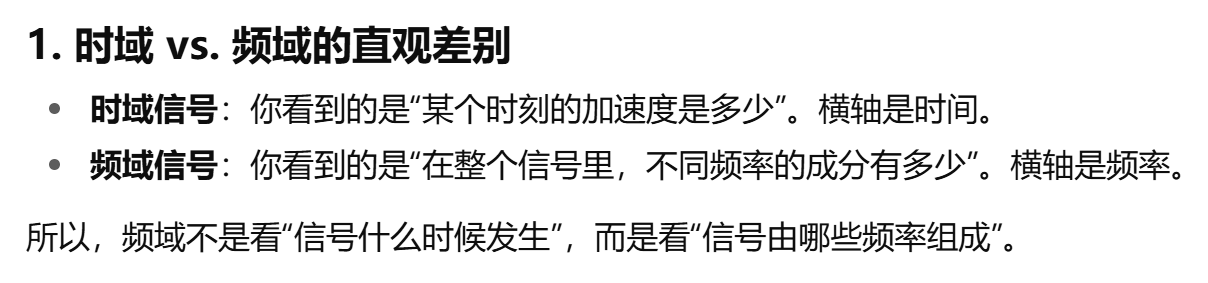 1. 时域 vs. 频域的直观差别
• 时域信号：你看到的是“某个时刻的加速度是多少”。横轴是时间。
• 频域信号：你看到的是“在整个信号里，不同频率的成分有多少”。横轴是频率。
所以，频域不是看“信号什么时候发生”，而是看“信号由哪些频率组成”。